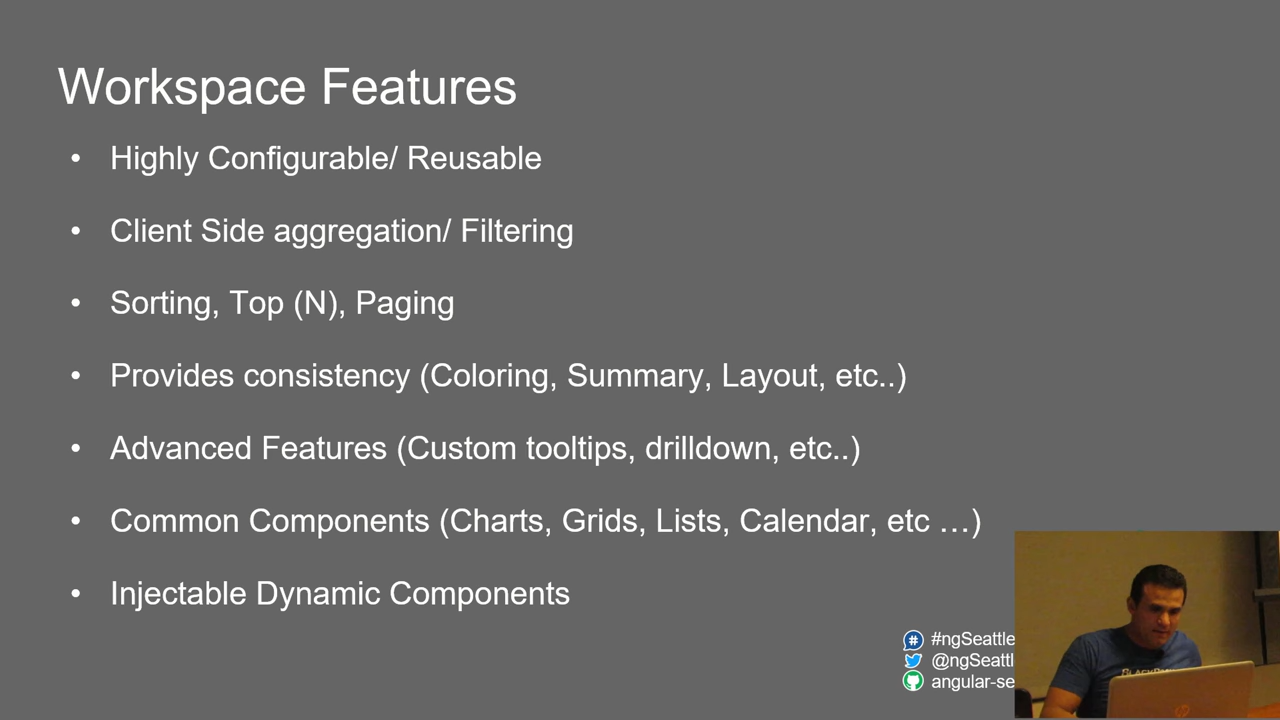 Workspace Features
• Highly Configurable/ Reusable
• Client Side aggregation/ Filtering
• Sorting, Top (N), Paging
• Provides consistency (Coloring, Summary, Layout, etc..)
• Advanced Features (Custom tooltips, drilldown, etc..)
• Common Components (Charts, Grids, Lists, Calendar, etc …)
• Injectable Dynamic Components
#ngSeattle
@ngSeattl
angular-se